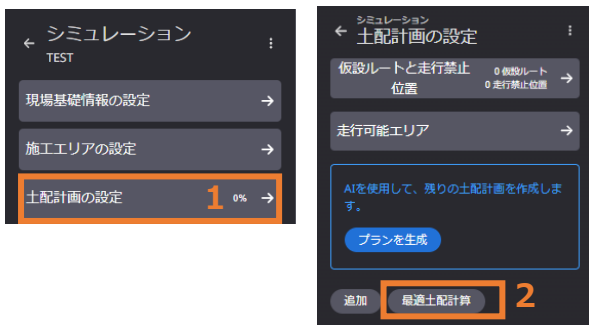 シミュレーション
TEST
現場基礎情報の設定
施工エリアの設定
土配計画の設定
1
0%
シミュレーション
土配計画の設定
仮設ルートと走行禁止
位置
0 仮設ルート
0 走行禁止位置
走行可能エリア
AIを使用して、残りの土配計画を作成しま
す。
プランを生成
追加
最適土配計算
2